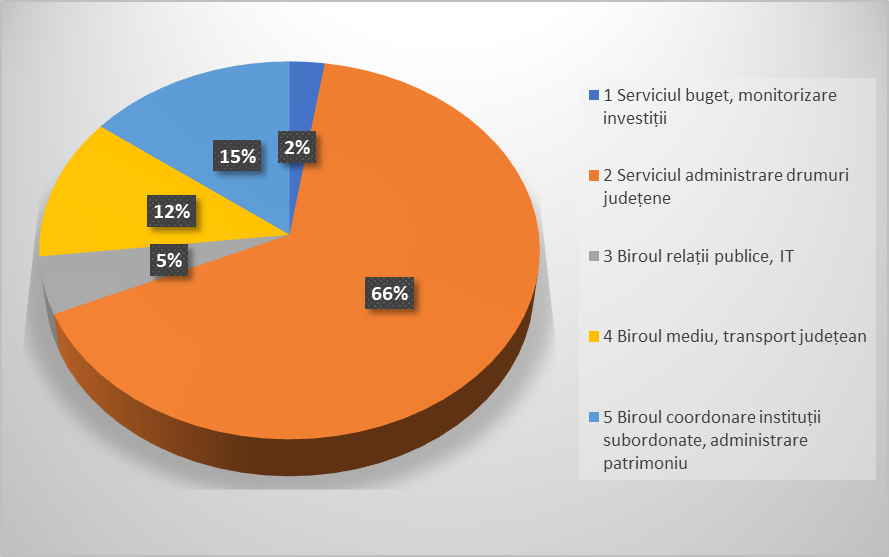 2%
15%
12%
5%
66%
1 Serviciul buget, monitorizare
investiții
2 Serviciul administrare drumuri
județene
3 Biroul relații publice, IT
4 Biroul mediu, transport județean
5 Biroul coordonare instituții
subordonate, administrare
patrimoniu